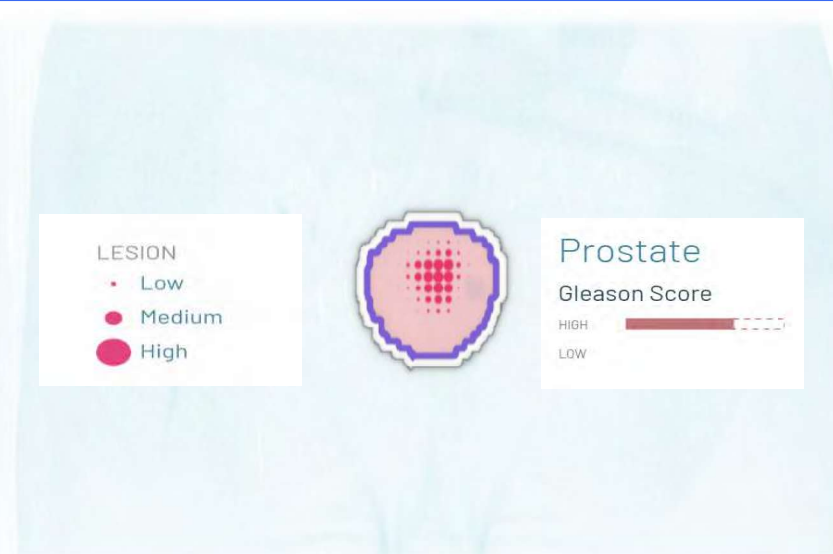 LESION
Low
Medium
High
Prostate
Gleason Score
HIGH
LOW